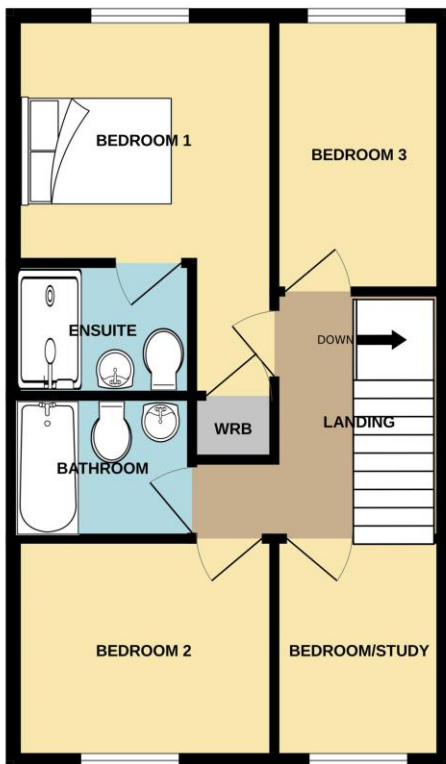 BEDROOM 1
BEDROOM 3
ENSUITE
DOWN
WRB
LANDING
BATHROOM
BEDROOM 2
BEDROOM/STUDY